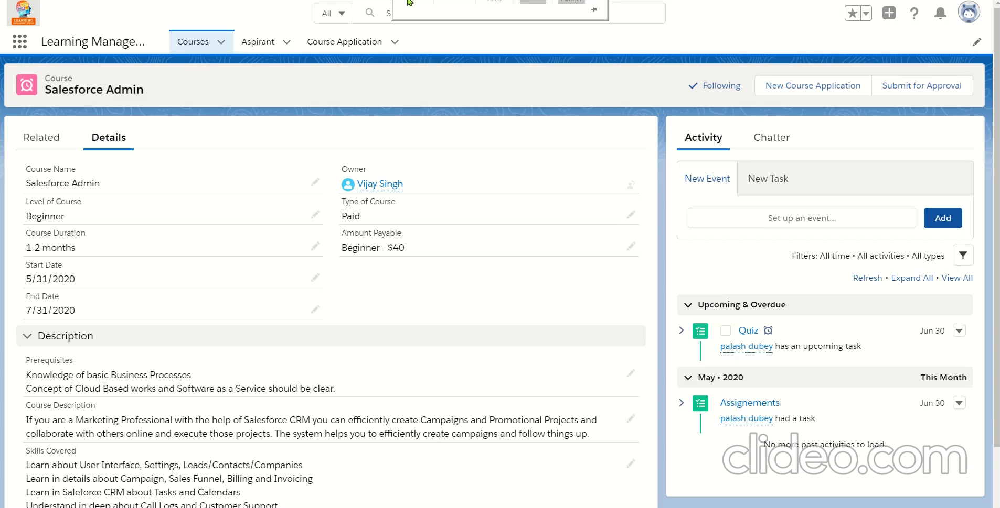 LEARNING
All
S
Learning Manage...
Courses
Aspirant
Course Application
Course
Salesforce Admin
Following
New Course Application
Submit for Approval
Related
Details
Course Name
Salesforce Admin
Owner
Vijay Singh
Level of Course
Beginner
Type of Course
Paid
Course Duration
1-2 months
Amount Payable
Beginner - $40
Start Date
5/31/2020
End Date
7/31/2020
Description
Prerequisites
Knowledge of basic Business Processes
Concept of Cloud Based works and Software as a Service should be clear.
Course Description
If you are a Marketing Professional with the help of Salesforce CRM you can efficiently create Campaigns and Promotional Projects and
collaborate with others online and execute those projects. The system helps you to efficiently create campaigns and follow things up.
Skills Covered
Learn about User Interface, Settings, Leads/Contacts/Companies
Learn in details about Campaign, Sales Funnel, Billing and Invoicing
Learn in Saleforce CRM about Tasks and Calendars
Understand in deep about Call Logs and Customer Support
Activity
Chatter
New Event
New Task
Set up an event...
Add
Filters: All time • All activities • All types
Refresh • Expand All • View All
Upcoming & Overdue
Quiz
Jun 30
palash dubey has an upcoming task
May • 2020
This Month
Assignements
Jun 30
palash dubey had a task
No more past activities to load.
clideo.com